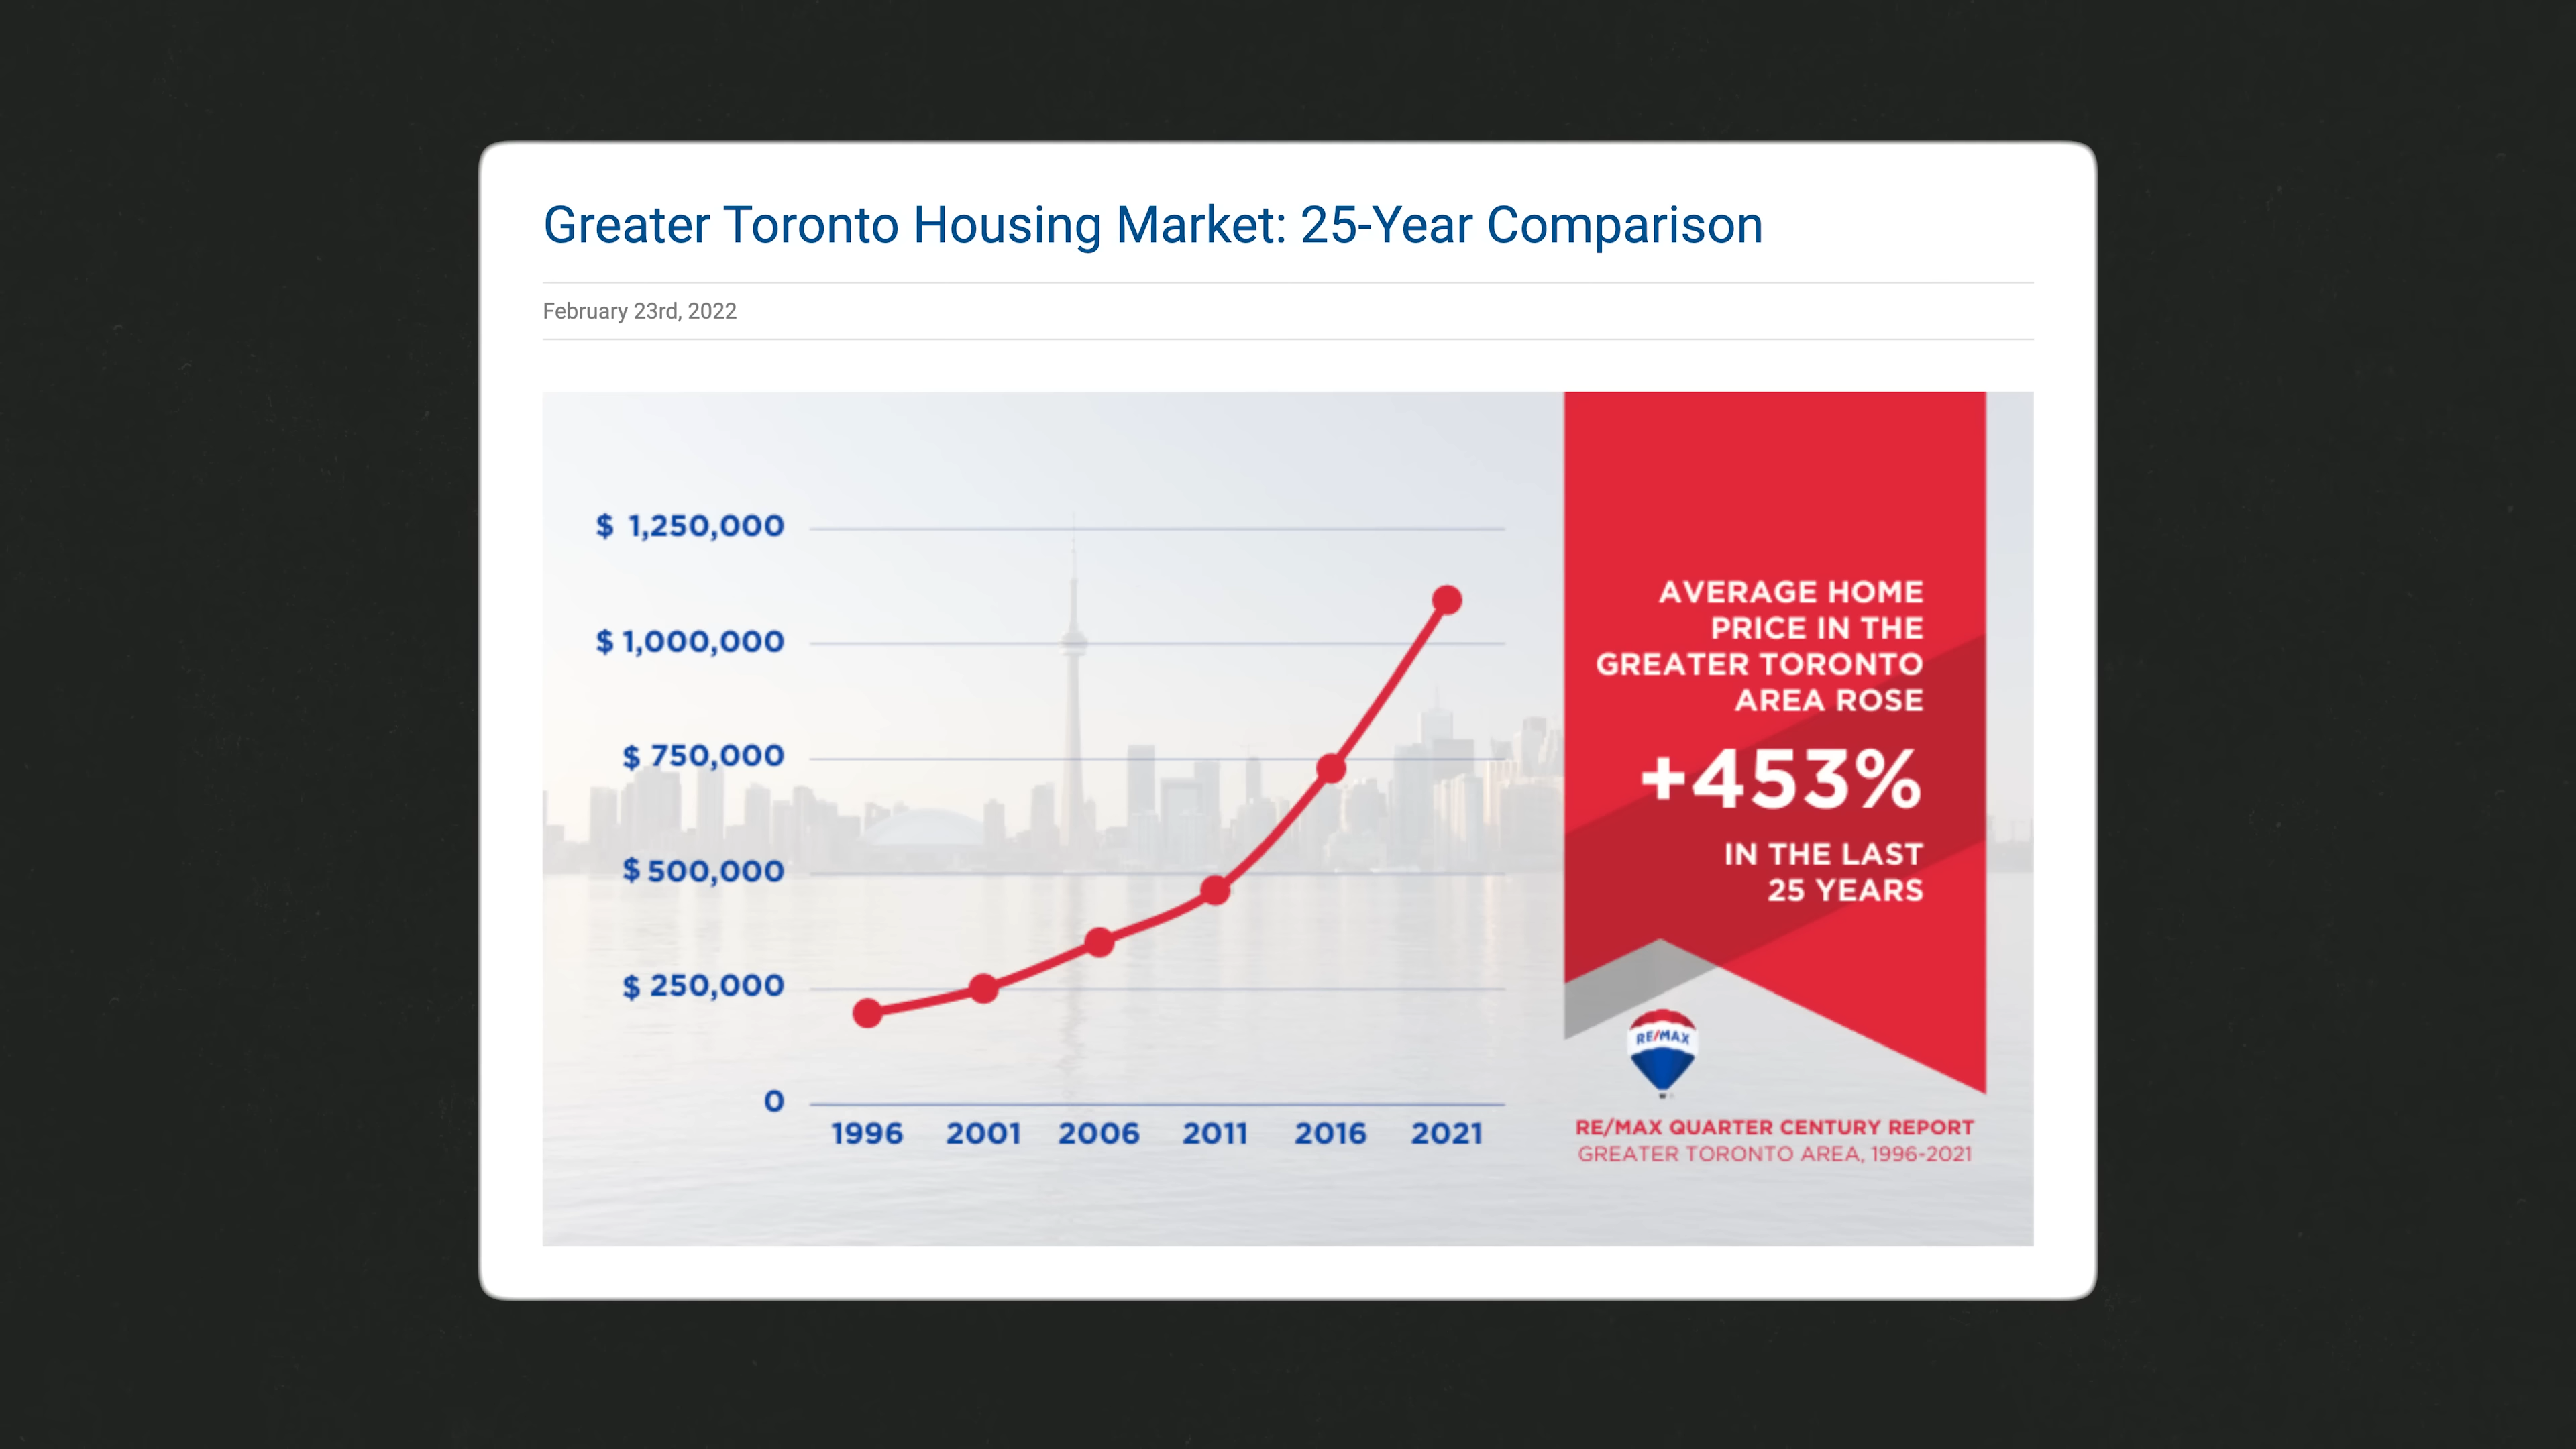 Greater Toronto Housing Market: 25-Year Comparison
February 23rd, 2022
$ 1,250,000
$ 1,000,000
$ 750,000
$ 500,000
$ 250,000
0
1996 2001 2006 2011 2016 2021
AVERAGE HOME
PRICE IN THE
GREATER TORONTO
AREA ROSE
+453%
IN THE LAST
25 YEARS
RE/MAX
RE/MAX QUARTER CENTURY REPORT
GREATER TORONTO AREA, 1996-2021